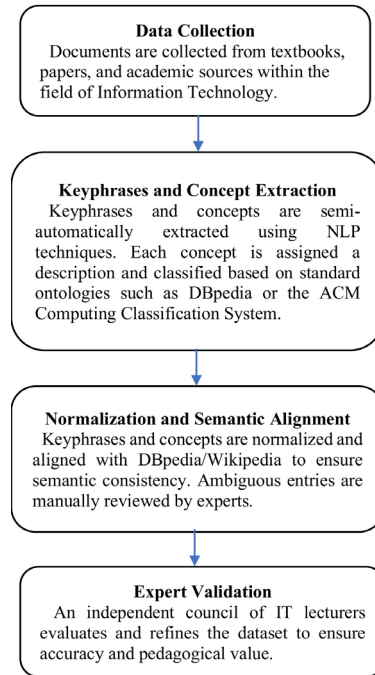 Data Collection
Documents are collected from textbooks,
papers, and academic sources within the
field of Information Technology.
Keyphrases and Concept Extraction
Keyphrases and concepts are semi-
automatically extracted using NLP
techniques. Each concept is assigned a
description and classified based on standard
ontologies such as DBpedia or the ACM
Computing Classification System.
Normalization and Semantic Alignment
Keyphrases and concepts are normalized and
aligned with DBpedia/Wikipedia to ensure
semantic consistency. Ambiguous entries are
manually reviewed by experts.
Expert Validation
An independent council of IT lecturers
evaluates and refines the dataset to ensure
accuracy and pedagogical value.